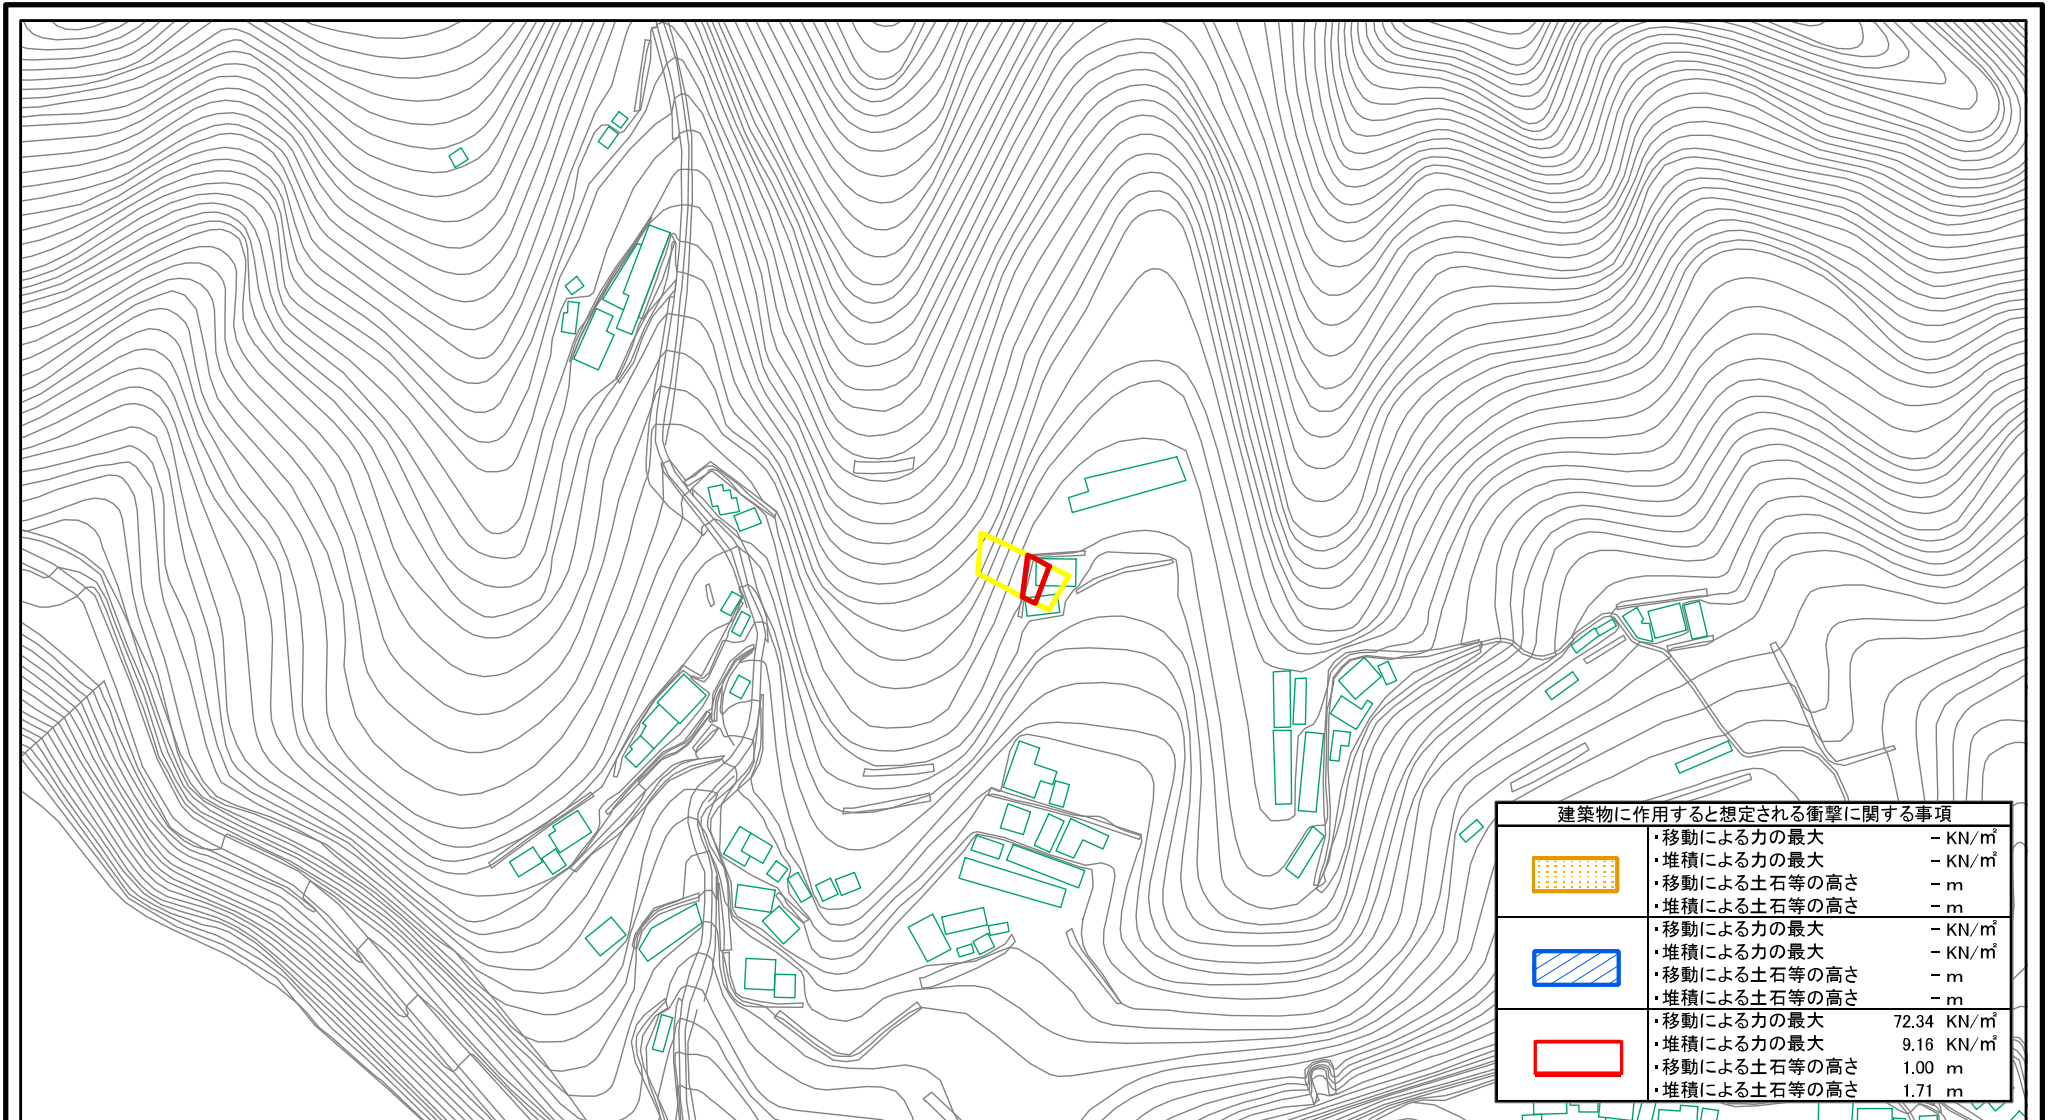 建築物に作用すると想定される衝撃に関する事項
・移動による力の最大 - KN/㎡
・堆積による力の最大 - KN/㎡
・移動による土石等の高さ - m
・堆積による土石等の高さ - m
・移動による力の最大 - KN/㎡
・堆積による力の最大 - KN/㎡
・移動による土石等の高さ - m
・堆積による土石等の高さ - m
・移動による力の最大 72.34 KN/㎡
・堆積による力の最大 9.16 KN/㎡
・移動による土石等の高さ 1.00 m
・堆積による土石等の高さ 1.71 m